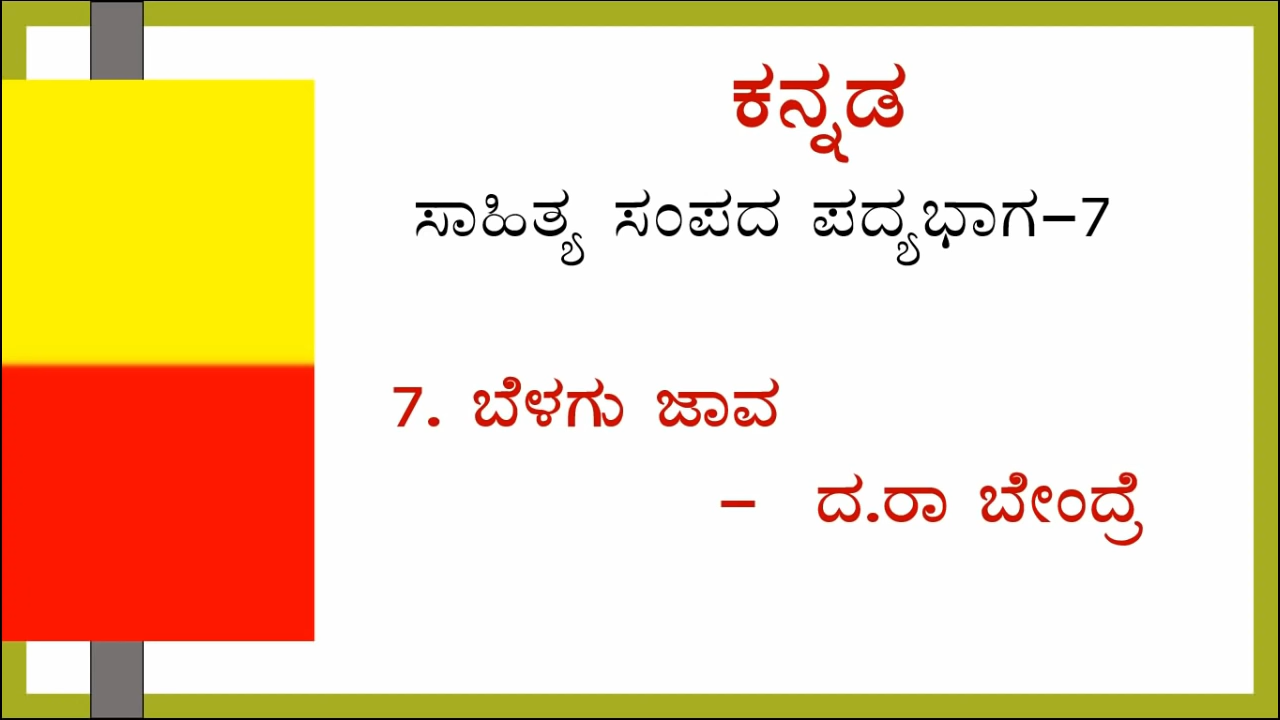 ಕನ್ನಡ
ಸಾಹಿತ್ಯ ಸಂಪದ ಪದ್ಯಭಾಗ-7
7. ಬೆಳಗು ಜಾವ
- ದ.ರಾ ಬೇಂದ್ರೆ